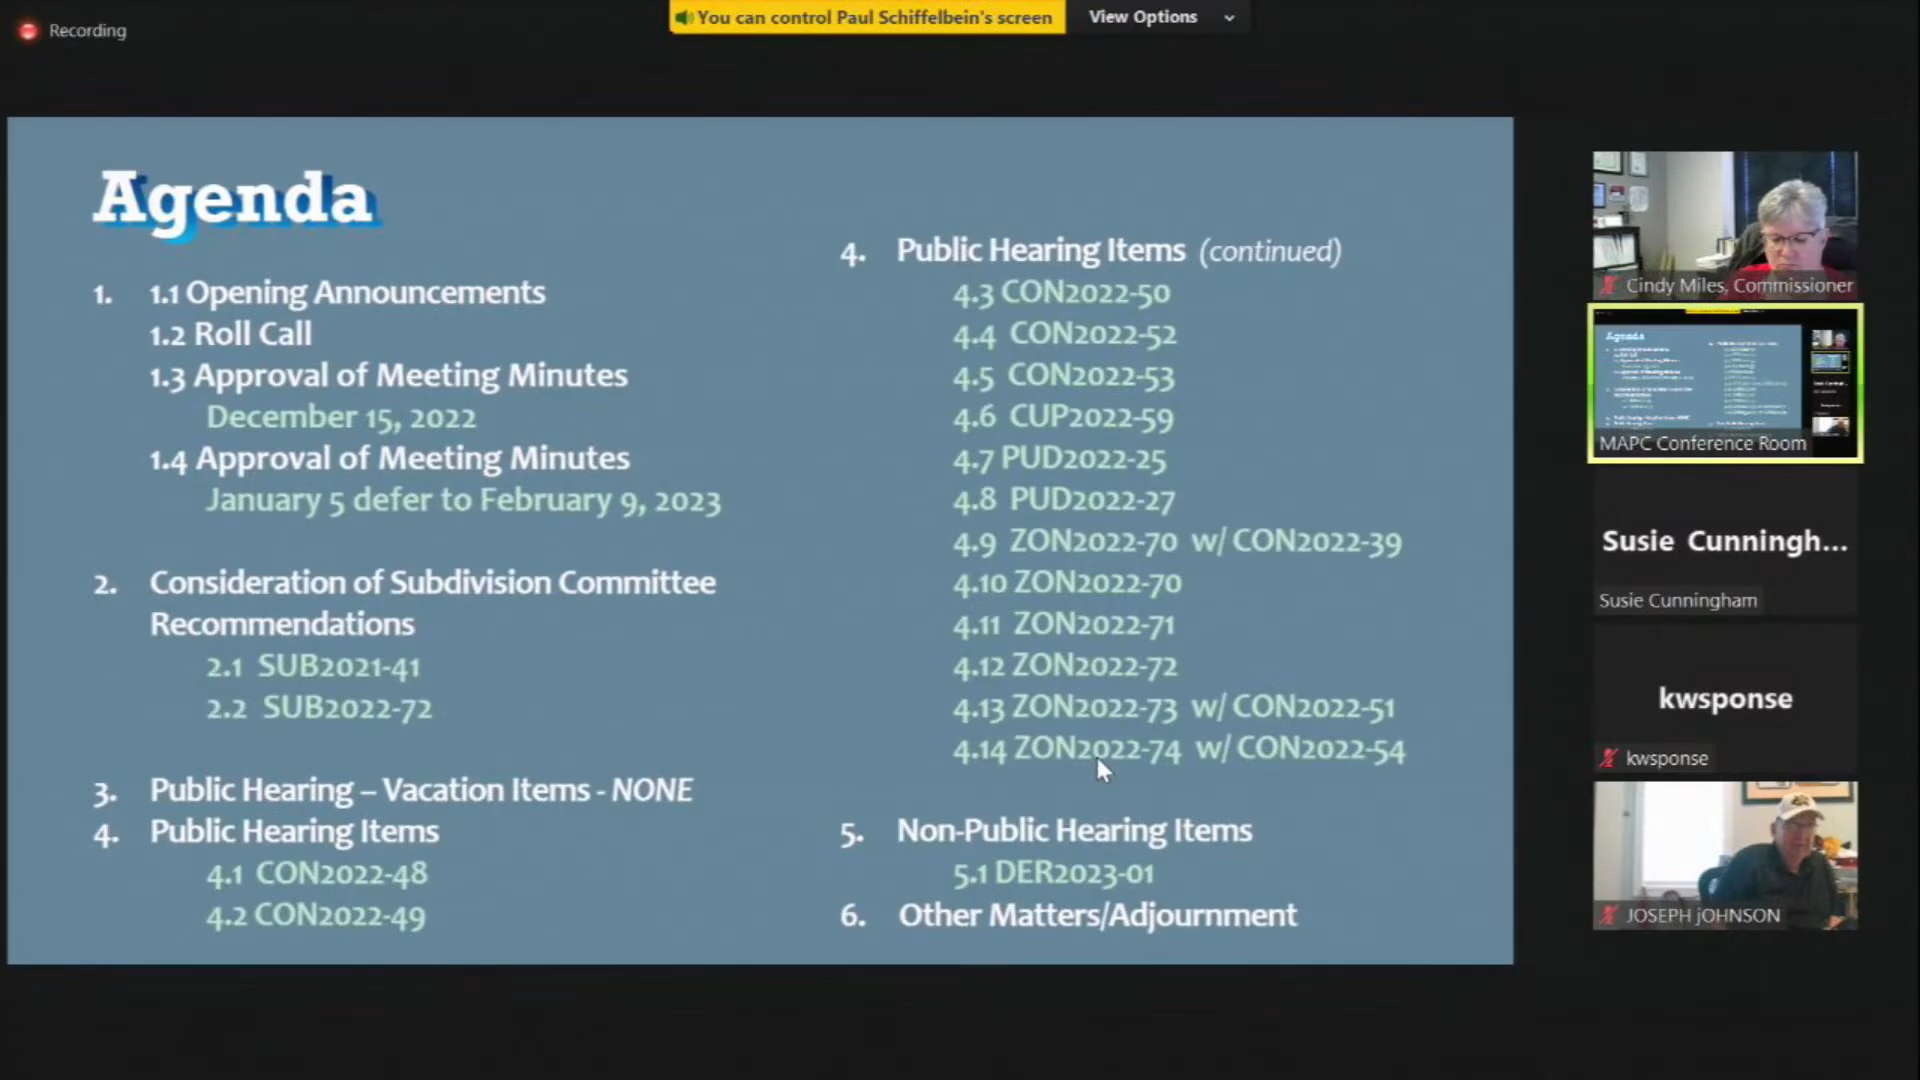 You can control Paul Schiffelbein's screen
View Options
Recording
Agenda
1. 1.1 Opening Announcements
1.2 Roll Call
1.3 Approval of Meeting Minutes
December 15, 2022
1.4 Approval of Meeting Minutes
January 5 defer to February 9, 2023
2. Consideration of Subdivision Committee
Recommendations
2.1 SUB2021-41
2.2 SUB2022-72
3. Public Hearing – Vacation Items - NONE
4. Public Hearing Items
4.1 CON2022-48
4.2 CON2022-49
4. Public Hearing Items (continued)
4.3 CON2022-50
4.4 CON2022-52
4.5 CON2022-53
4.6 CUP2022-59
4.7 PUD2022-25
4.8 PUD2022-27
4.9 ZON2022-70 w/ CON2022-39
4.10 ZON2022-70
4.11 ZON2022-71
4.12 ZON2022-72
4.13 ZON2022-73 w/ CON2022-51
4.14 ZON2022-74 w/ CON2022-54
5. Non-Public Hearing Items
5.1 DER2023-01
6. Other Matters/Adjournment
Cindy Miles, Commissioner
Agenda
MAPC Conference Room
Susie Cunningh...
Susie Cunningham
kwsponse
kwsponse
JOSEPH jOHNSON